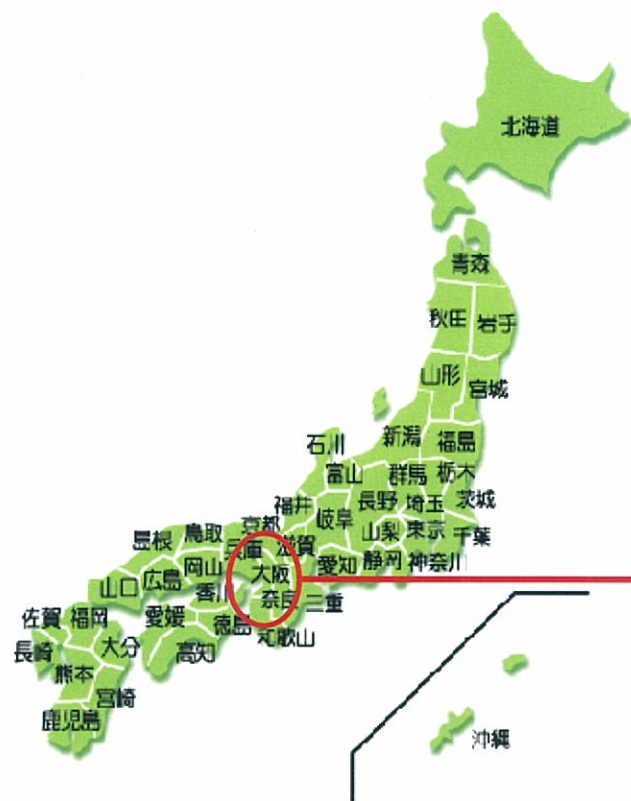 北海道
青森
秋田
岩手
山形
宮城
新潟
福島
石川
富山
群馬
栃木
福井
岐阜
長野
埼玉
茨城
山梨
東京
千葉
京都
滋賀
愛知
静岡
神奈川
島根
鳥取
兵庫
大阪
山口
広島
岡山
香川
奈良
三重
佐賀
福岡
愛媛
徳島
和歌山
長崎
大分
高知
熊本
宮崎
鹿児島
沖縄